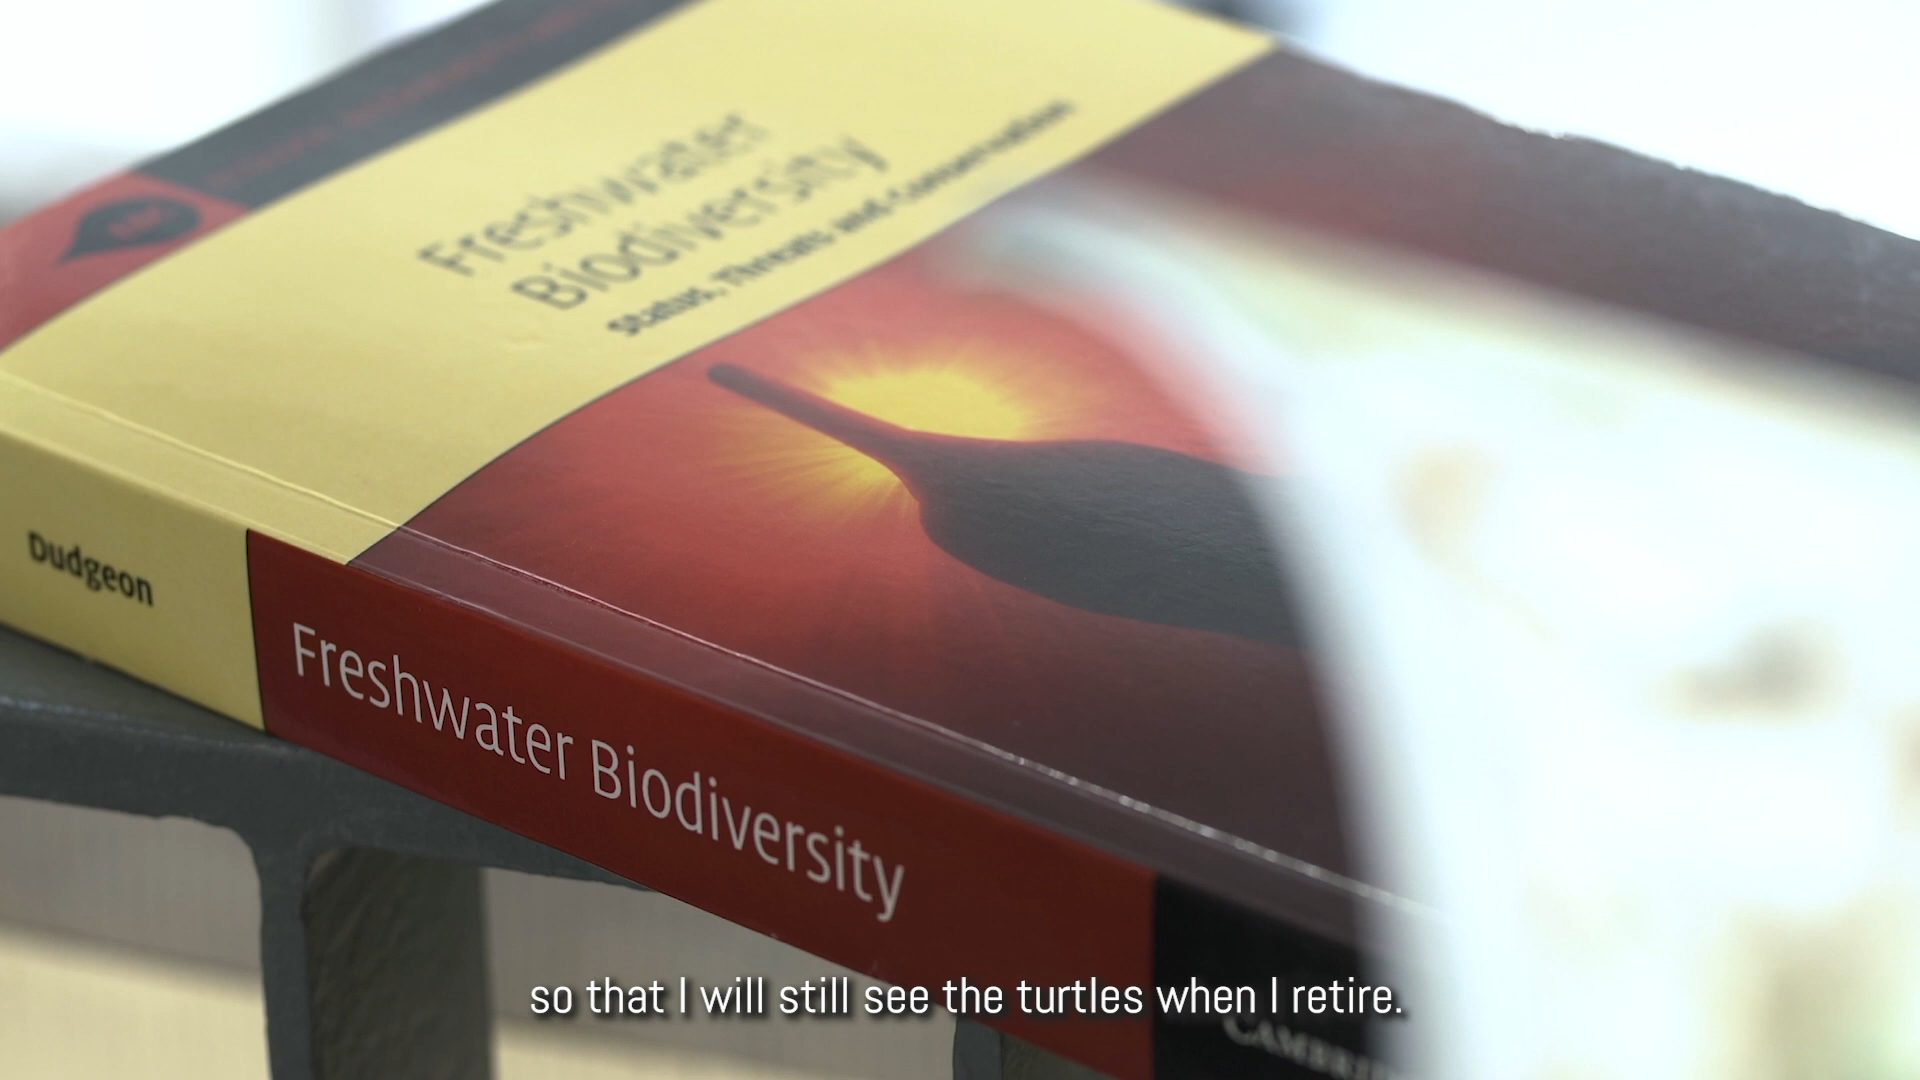 Freshwater
Biodiversity
Status, Threats and Conservation
Dudgeon
Freshwater Biodiversity
so that I will still see the turtles when I retire.